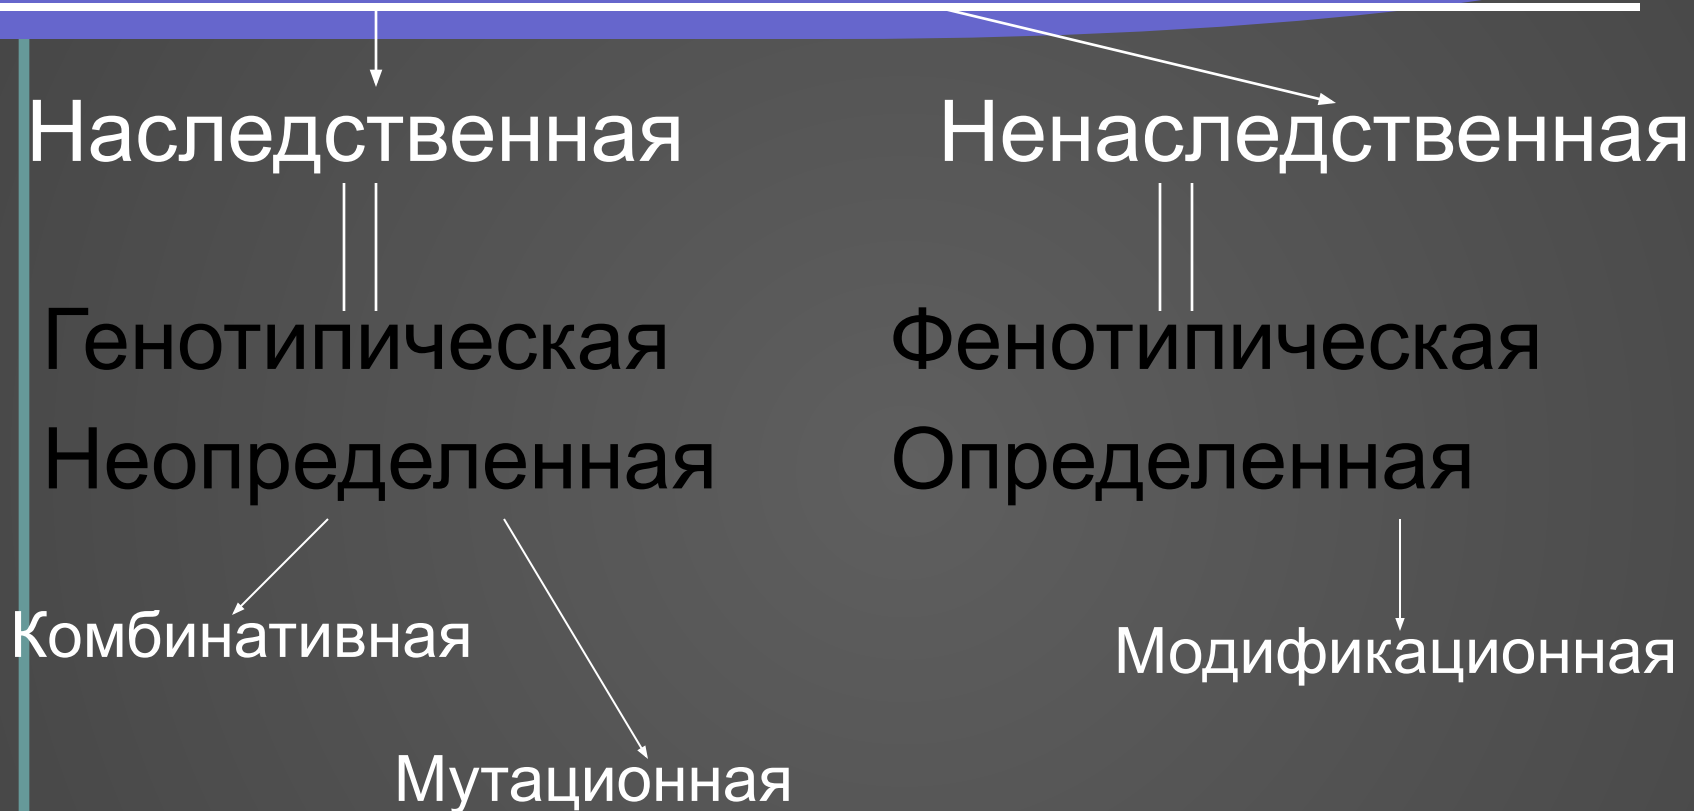 Наследственная Ненаследственная
Генотипическая Фенотипическая
Неопределенная Определенная
Комбинативная
Модификационная
Мутационная